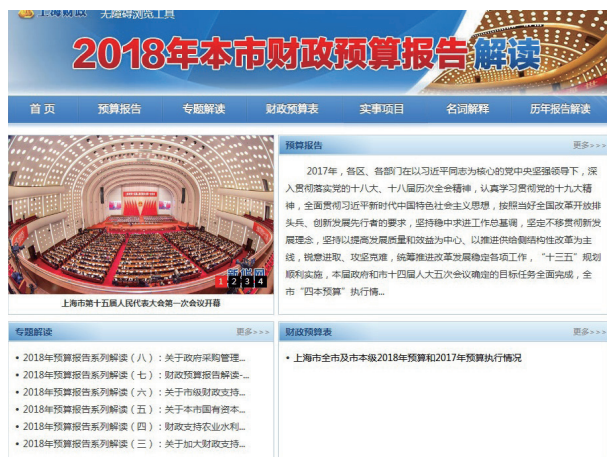 上海财政 无障碍浏览工具
2018年本市财政预算报告解读
首页 预算报告 专题解读 财政预算表 实事项目 名词解释 历年报告解读
预算报告 更多>>>
2017年，各区、各部门在以习近平同志为核心的党中央坚强领导下，深
入贯彻落实党的十八大、十八届历次全会精神，认真学习贯彻党的十九大精
神，全面贯彻习近平新时代中国特色社会主义思想，按照当好全国改革开放排
头兵、创新发展先行者的要求，坚持稳中求进工作总基调，坚定不移贯彻新发
展理念，坚持以提高发展质量和效益为中心、以推进供给侧结构性改革为主
线，锐意进取、攻坚克难，统筹推进改革发展稳定各项工作，“十三五”规划
顺利实施，本届政府和市十四届人大五次会议确定的目标任务全面完成，全
市“四本预算”执行情...
1 2 3 4
上海市第十五届人民代表大会第一次会议开幕
专题解读 更多>>>
• 2018年预算报告系列解读（八）：关于政府采购管理...
• 2018年预算报告系列解读（七）：财政预算报告解读-...
• 2018年预算报告系列解读（六）：关于市级财政支持...
• 2018年预算报告系列解读（五）：关于本市国有资本...
• 2018年预算报告系列解读（四）：财政支持农业水利...
• 2018年预算报告系列解读（三）：关于加大财政支持...
财政预算表 更多>>>
• 上海市全市及市本级2018年预算和2017年预算执行情况